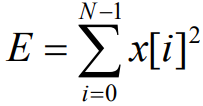 E = \sum_{i=0}^{N-1} x[i]^2